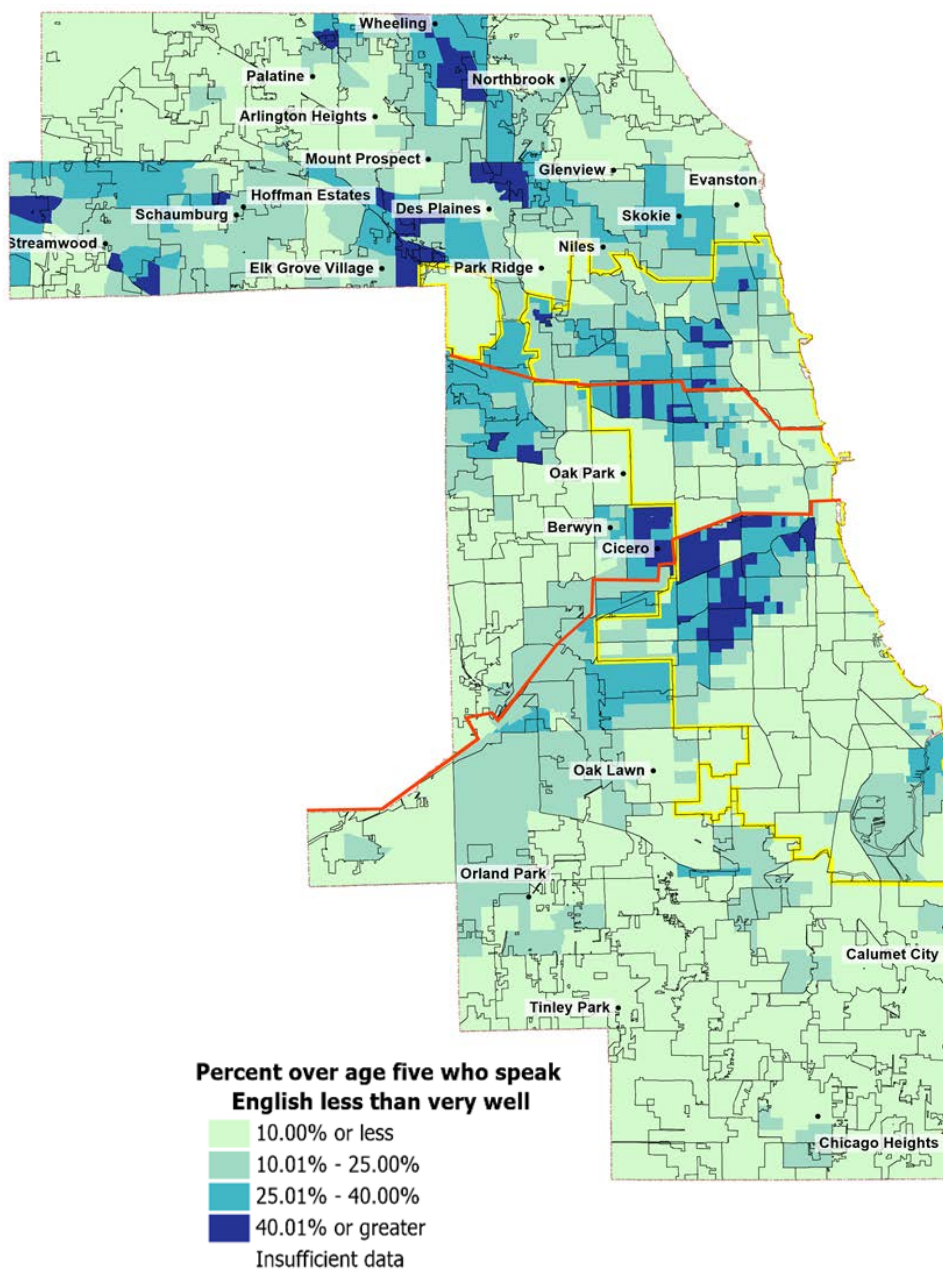 Wheeling
Palatine
Northbrook
Arlington Heights
Mount Prospect
Glenview
Evanston
Hoffman Estates
Schaumburg
Des Plaines
Skokie
Streamwood
Niles
Elk Grove Village
Park Ridge
Oak Park
Berwyn
Cicero
Oak Lawn
Orland Park
Calumet City
Tinley Park
Percent over age five who speak
English less than very well
10.00% or less
10.01% - 25.00%
25.01% - 40.00%
40.01% or greater
Insufficient data
Chicago Heights